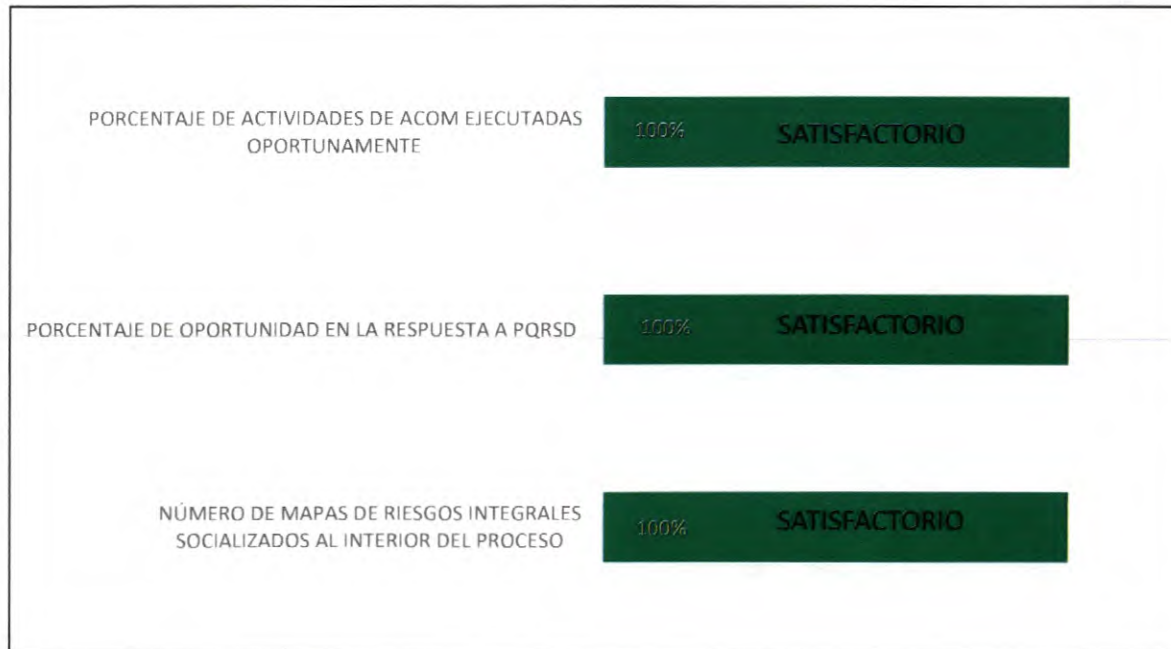 PORCENTAJE DE ACTIVIDADES DE ACOM EJECUTADAS
OPORTUNAMENTE
100% SATISFACTORIO
PORCENTAJE DE OPORTUNIDAD EN LA RESPUESTA A PQRSD
100% SATISFACTORIO
NÚMERO DE MAPAS DE RIESGOS INTEGRALES
SOCIALIZADOS AL INTERIOR DEL PROCESO
100% SATISFACTORIO